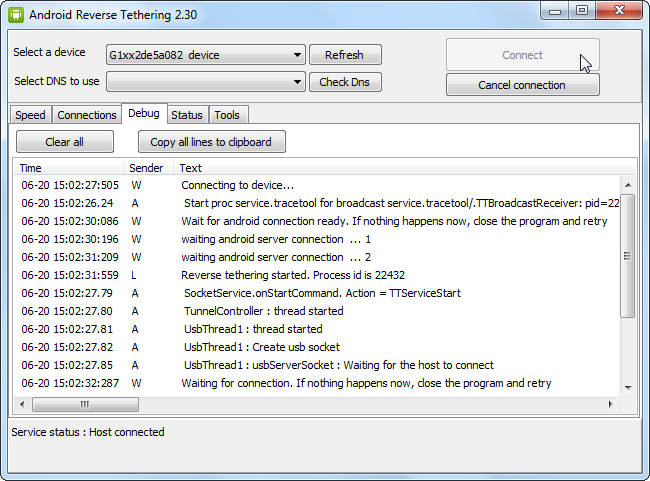 Android Reverse Tethering 2.30
Select a device G1xx2de5a082 device Refresh Connect
Select DNS to use Check Dns Cancel connection
Speed Connections Debug Status Tools
Clear all Copy all lines to clipboard
Time Sender Text
06-20 15:02:27:505 W Connecting to device...
06-20 15:02:26.24 A Start proc service.tracetool for broadcast service.tracetool/.TTBroadcastReceiver: pid=22
06-20 15:02:30:086 W Wait for android connection ready. If nothing happens now, close the program and retry
06-20 15:02:30:196 W waiting android server connection ... 1
06-20 15:02:31:209 W waiting android server connection ... 2
06-20 15:02:31:559 L Reverse tethering started. Process id is 22432
06-20 15:02:27.79 A SocketService.onStartCommand. Action = TTServiceStart
06-20 15:02:27.80 A TunnelController : thread started
06-20 15:02:27.81 A UsbThread1 : thread started
06-20 15:02:27.82 A UsbThread1 : Create usb socket
06-20 15:02:27.85 A UsbThread1 : usbServerSocket : Waiting for the host to connect
06-20 15:02:32:287 W Waiting for connection. If nothing happens now, close the program and retry
Service status : Host connected